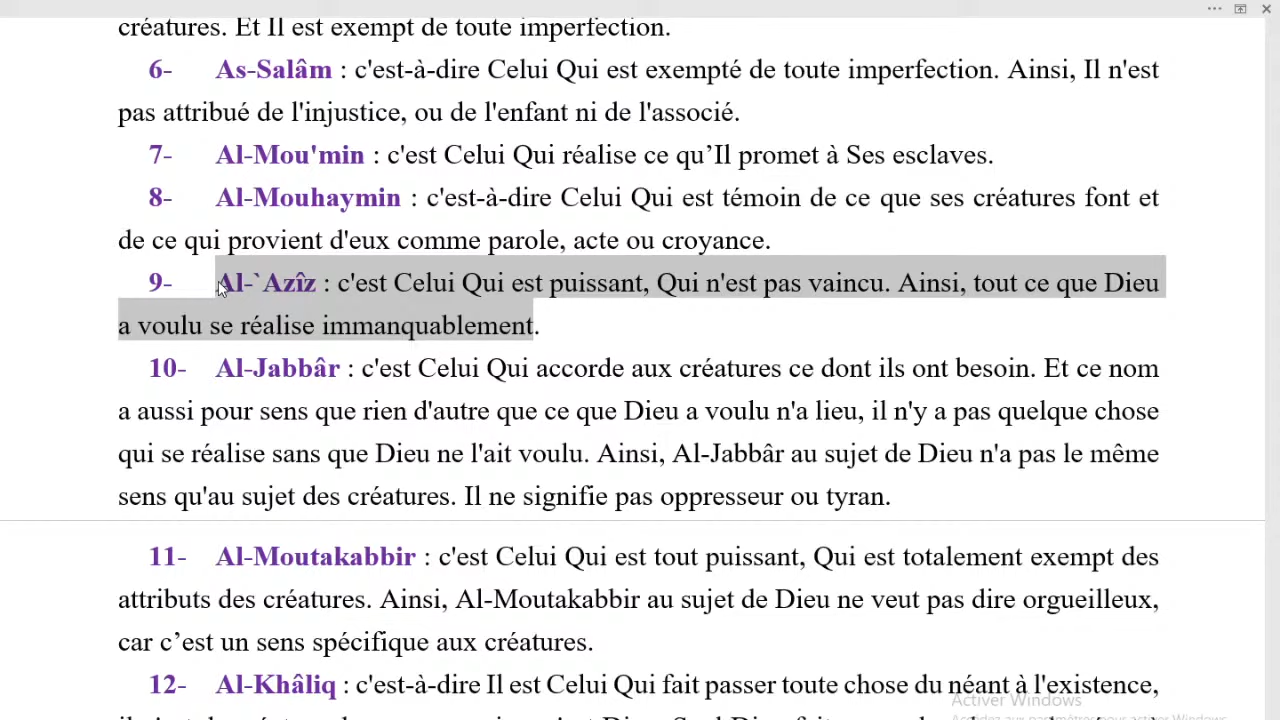 créatures. Et Il est exempt de toute imperfection.
6- As-Salâm : c'est-à-dire Celui Qui est exempté de toute imperfection. Ainsi, Il n'est
pas attribué de l'injustice, ou de l'enfant ni de l'associé.
7- Al-Mou'min : c'est Celui Qui réalise ce qu’Il promet à Ses esclaves.
8- Al-Mouhaymin : c'est-à-dire Celui Qui est témoin de ce que ses créatures font et
de ce qui provient d'eux comme parole, acte ou croyance.
9- Al-`Azîz : c'est Celui Qui est puissant, Qui n'est pas vaincu. Ainsi, tout ce que Dieu
a voulu se réalise immanquablement.
10- Al-Jabbâr : c'est Celui Qui accorde aux créatures ce dont ils ont besoin. Et ce nom
a aussi pour sens que rien d'autre que ce que Dieu a voulu n'a lieu, il n'y a pas quelque chose
qui se réalise sans que Dieu ne l'ait voulu. Ainsi, Al-Jabbâr au sujet de Dieu n'a pas le même
sens qu'au sujet des créatures. Il ne signifie pas oppresseur ou tyran.
11- Al-Moutakabbir : c'est Celui Qui est tout puissant, Qui est totalement exempt des
attributs des créatures. Ainsi, Al-Moutakabbir au sujet de Dieu ne veut pas dire orgueilleux,
car c’est un sens spécifique aux créatures.
12- Al-Khâliq : c'est-à-dire Il est Celui Qui fait passer toute chose du néant à l'existence,
Activer Windows